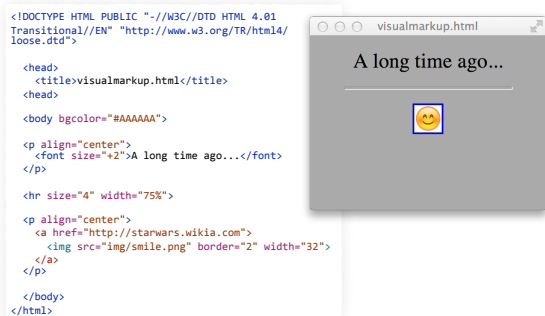 <!DOCTYPE HTML PUBLIC "-//W3C//DTD HTML 4.01
Transitional//EN" "http://www.w3.org/TR/html4/
loose.dtd">
<head>
<title>visualmarkup.html</title>
<head>
<body bgcolor="#AAAAAA">
<p align="center">
<font size="+2">A long time ago...</font>
</p>
<hr size="4" width="75%">
<p align="center">
<a href="http://starwars.wikia.com">
<img src="img/smile.png" border="2" width="32">
</a>
</p>
</body>
</html>
visualmarkup.html
A long time ago...